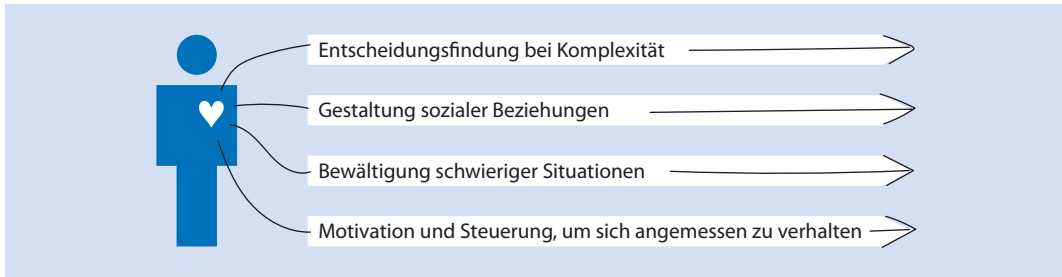 Entscheidungsfindung bei Komplexität
Gestaltung sozialer Beziehungen
Bewältigung schwieriger Situationen
Motivation und Steuerung, um sich angemessen zu verhalten